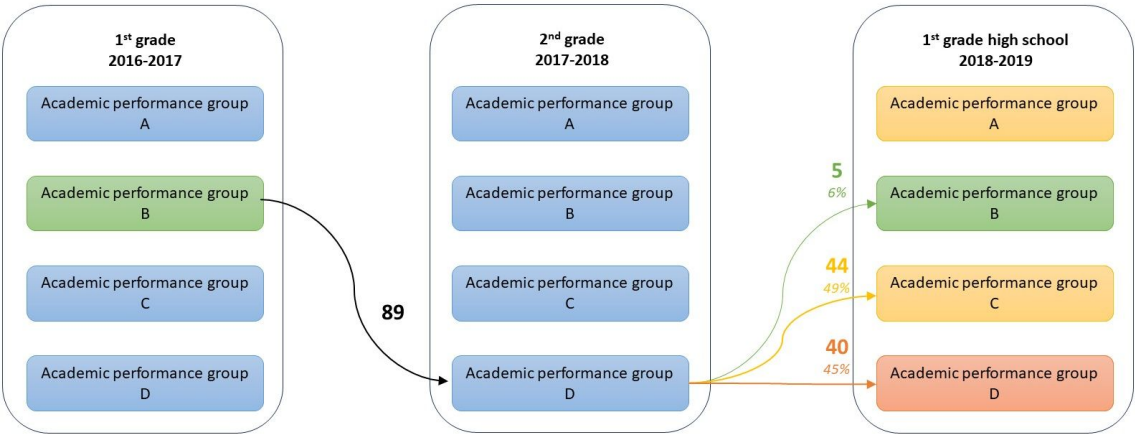 1st grade
2016-2017
Academic performance group
A
Academic performance group
B
Academic performance group
C
Academic performance group
D
89
2nd grade
2017-2018
Academic performance group
A
Academic performance group
B
Academic performance group
C
Academic performance group
D
5
6%
44
49%
40
45%
1st grade high school
2018-2019
Academic performance group
A
Academic performance group
B
Academic performance group
C
Academic performance group
D